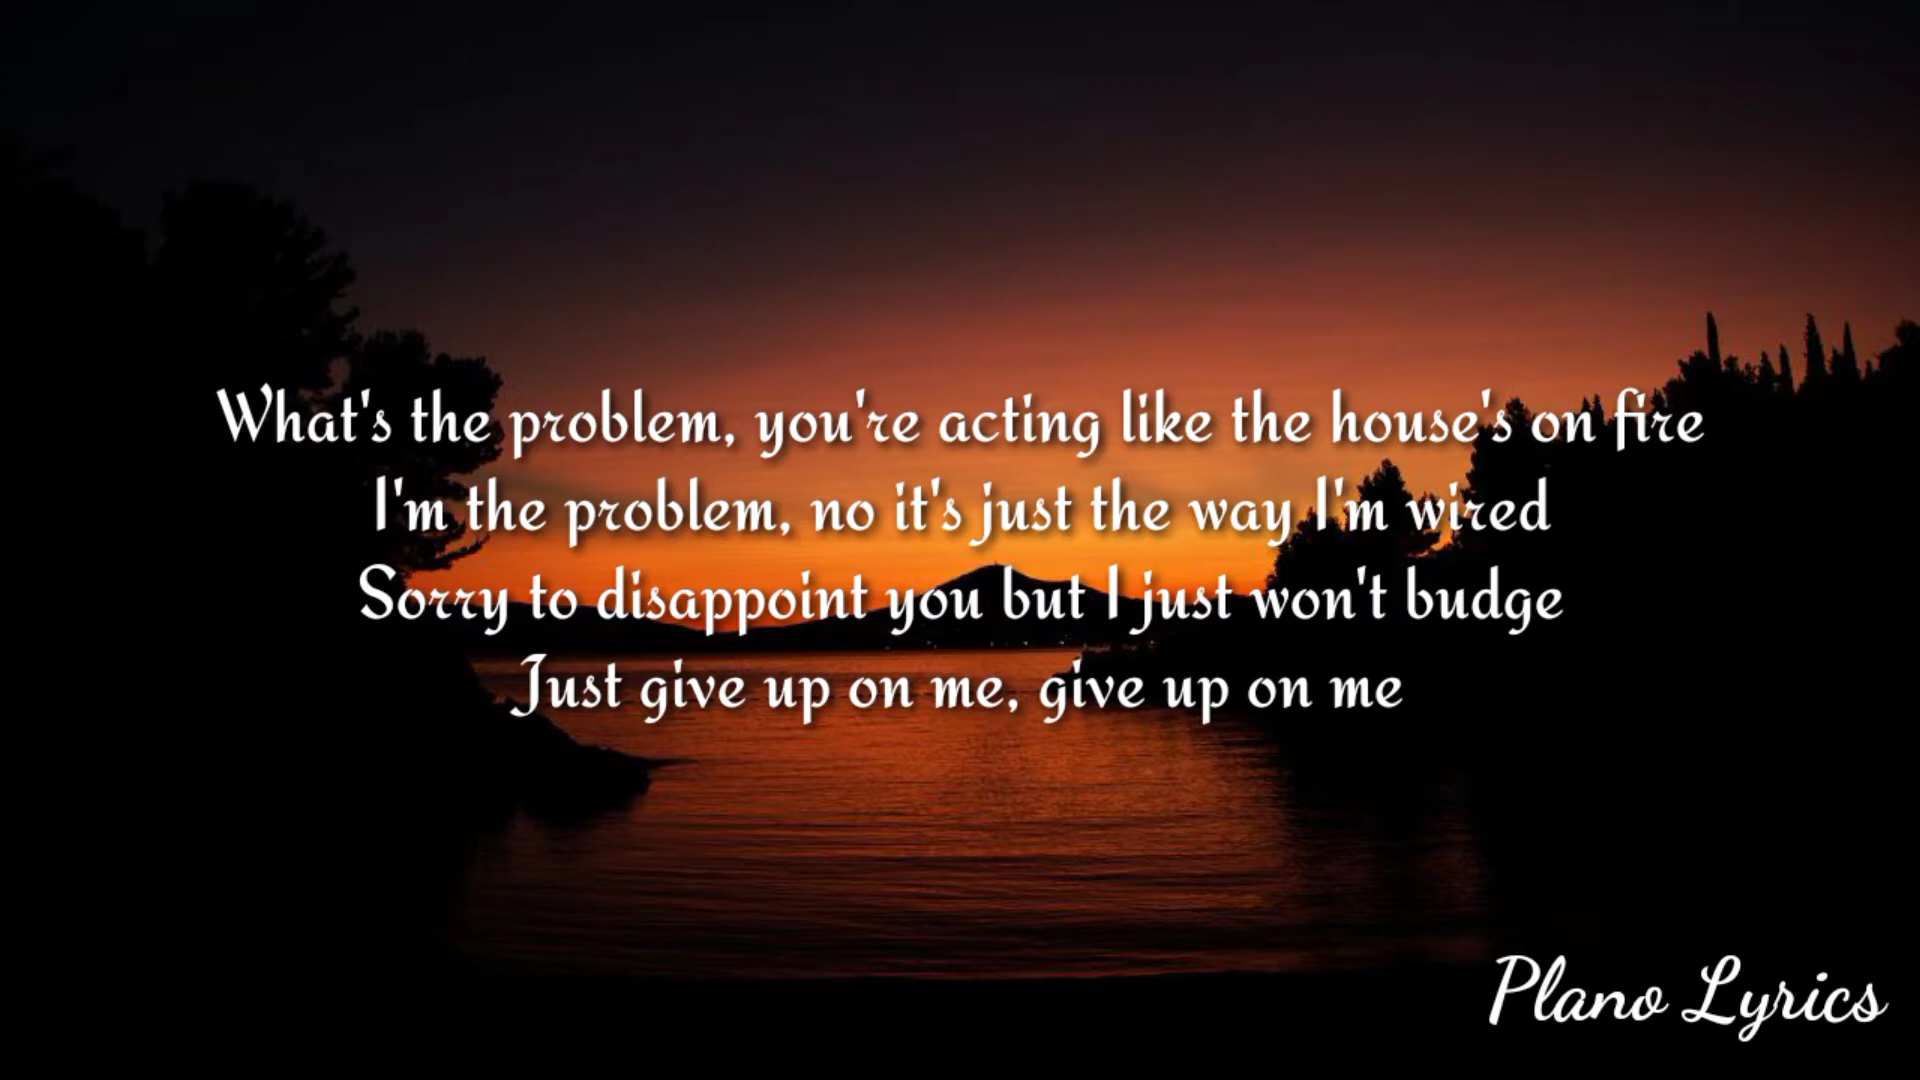 What's the problem, you're acting like the house's on fire
I'm the problem, no it's just the way I'm wired
Sorry to disappoint you but I just won't budge
Just give up on me, give up on me
Plano Lyrics